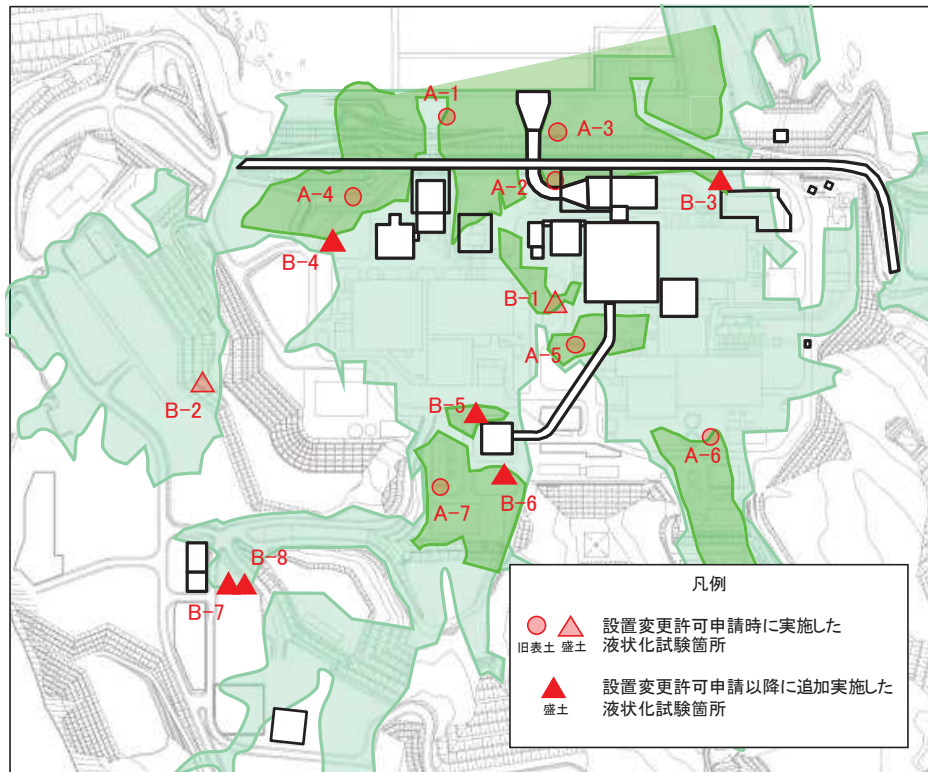 A-1
A-3
A-2
A-4
B-3
B-4
B-1
A-5
B-2
B-5
A-6
A-7
B-6
B-8
B-7
凡例
設置変更許可申請時に実施した
旧表土 盛土 液状化試験箇所
設置変更許可申請以降に追加実施した
盛土 液状化試験箇所